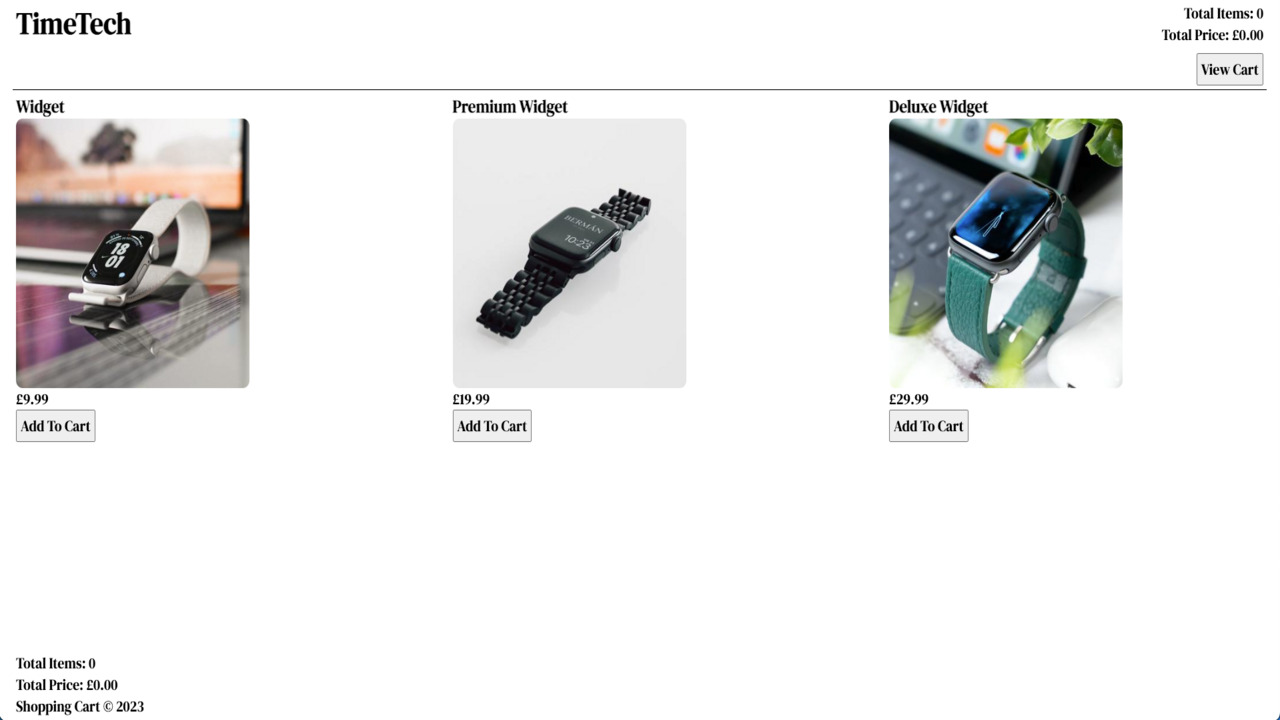 TimeTech
Total Items: 0
Total Price: £0.00
View Cart
Widget
Premium Widget
Deluxe Widget
18
01
BERMAN
10:23
£9.99
£19.99
£29.99
Add To Cart
Add To Cart
Add To Cart
Total Items: 0
Total Price: £0.00
Shopping Cart © 2023